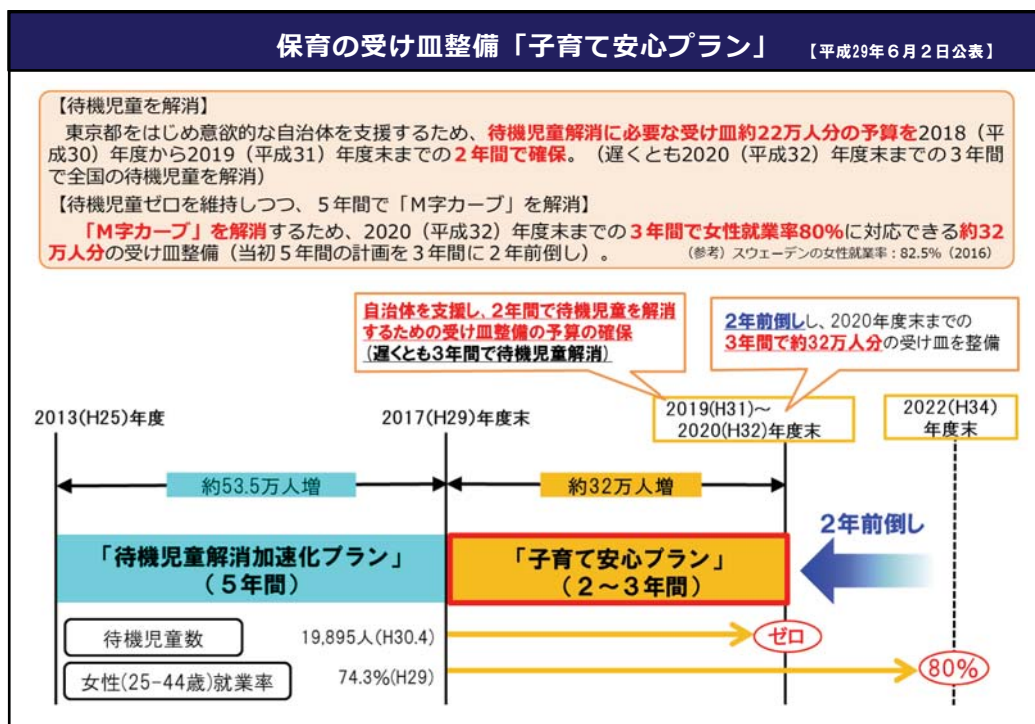 保育の受け皿整備「子育て安心プラン」 【平成29年６月２日公表】
【待機児童を解消】
東京都をはじめ意欲的な自治体を支援するため、待機児童解消に必要な受け皿約22万人分の予算を2018（平
成30）年度から2019（平成31）年度末までの２年間で確保。（遅くとも2020（平成32）年度末までの３年間
で全国の待機児童を解消）
【待機児童ゼロを維持しつつ、５年間で「М字カーブ」を解消】
「М字カーブ」を解消するため、2020（平成32）年度末までの３年間で女性就業率80%に対応できる約32
万人分の受け皿整備（当初５年間の計画を３年間に２年前倒し）。 （参考）スウェーデンの女性就業率：82.5%（2016）
自治体を支援し、2年間で待機児童を解消
するための受け皿整備の予算の確保
（遅くとも3年間で待機児童解消）
2年前倒しし、2020年度末までの
3年間で約32万人分の受け皿を整備
2013(H25)年度
2017(H29)年度末
2019(H31)～
2020(H32)年度末
2022(H34)
年度末
約53.5万人増
約32万人増
2年前倒し
「待機児童解消加速化プラン」
（５年間）
「子育て安心プラン」
（２～３年間）
待機児童数 19,895人(H30.4) ゼロ
女性(25-44歳)就業率 74.3%(H29) 80%